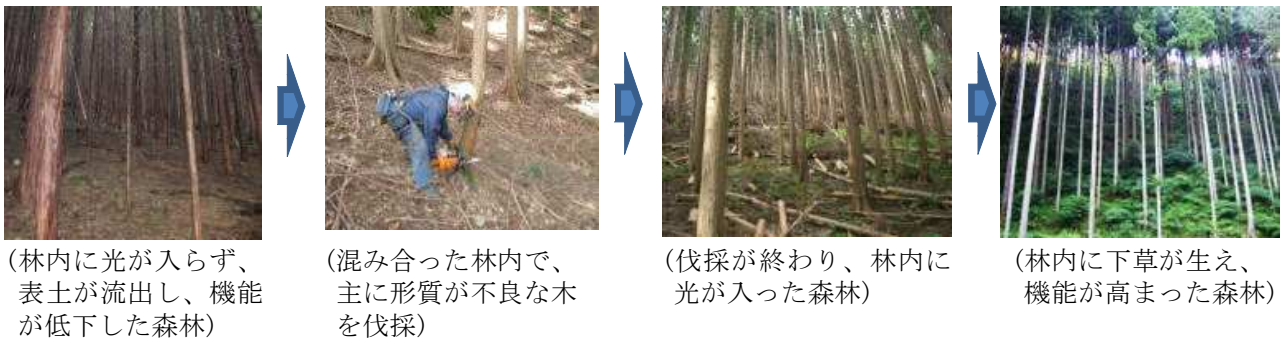 (林内に光が入らず、
表土が流出し、機能
が低下した森林)
(混み合った林内で、
主に形質が不良な木
を伐採)
(伐採が終わり、林内に
光が入った森林)
(林内に下草が生え、
機能が高まった森林)